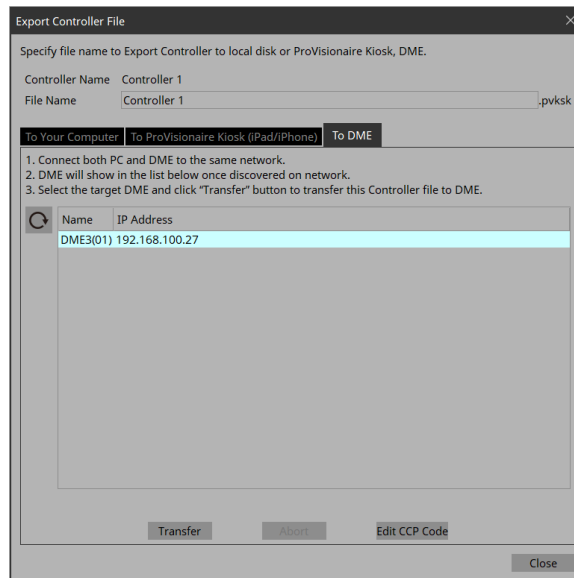 Export Controller File
Specify file name to Export Controller to local disk or ProVisionaire Kiosk, DME.
Controller Name Controller 1
File Name Controller 1 .pvksk
To Your Computer To ProVisionaire Kiosk (iPad/iPhone) To DME
1. Connect both PC and DME to the same network.
2. DME will show in the list below once discovered on network.
3. Select the target DME and click “Transfer” button to transfer this Controller file to DME.
Name IP Address
DME3(01) 192.168.100.27
Transfer Abort Edit CCP Code
Close